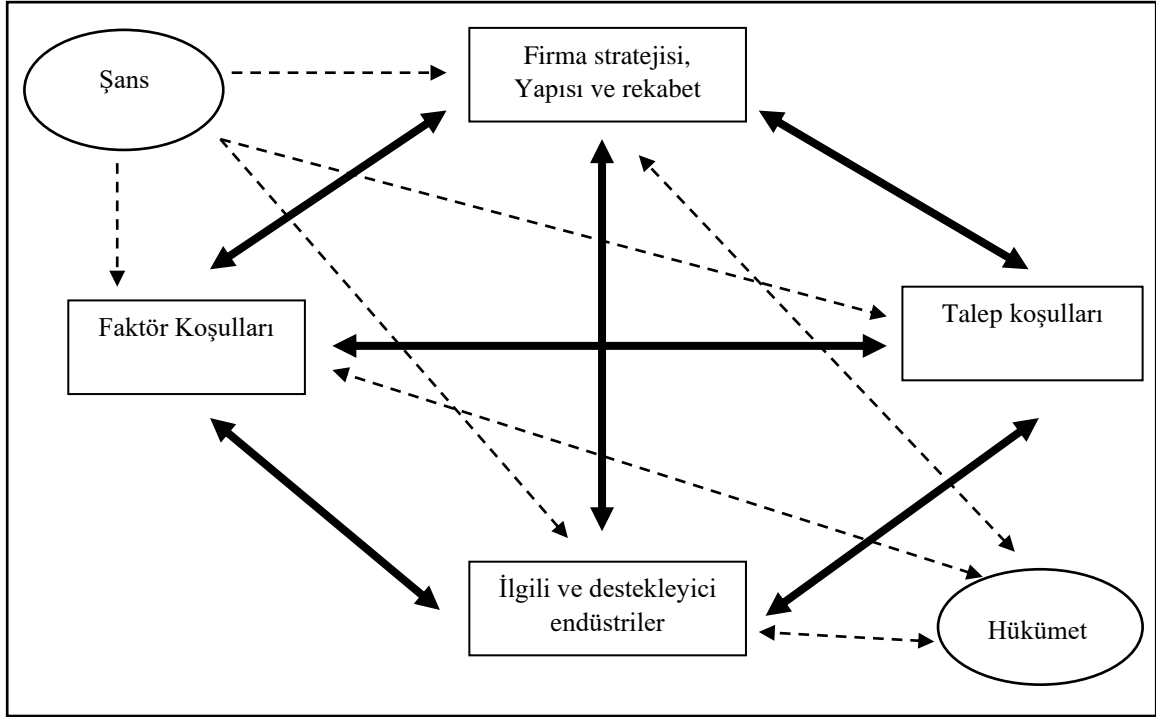 Şans
Firma stratejisi,
Yapısı ve rekabet
Faktör Koşulları
Talep koşulları
İlgili ve destekleyici
endüstriler
Hükümet